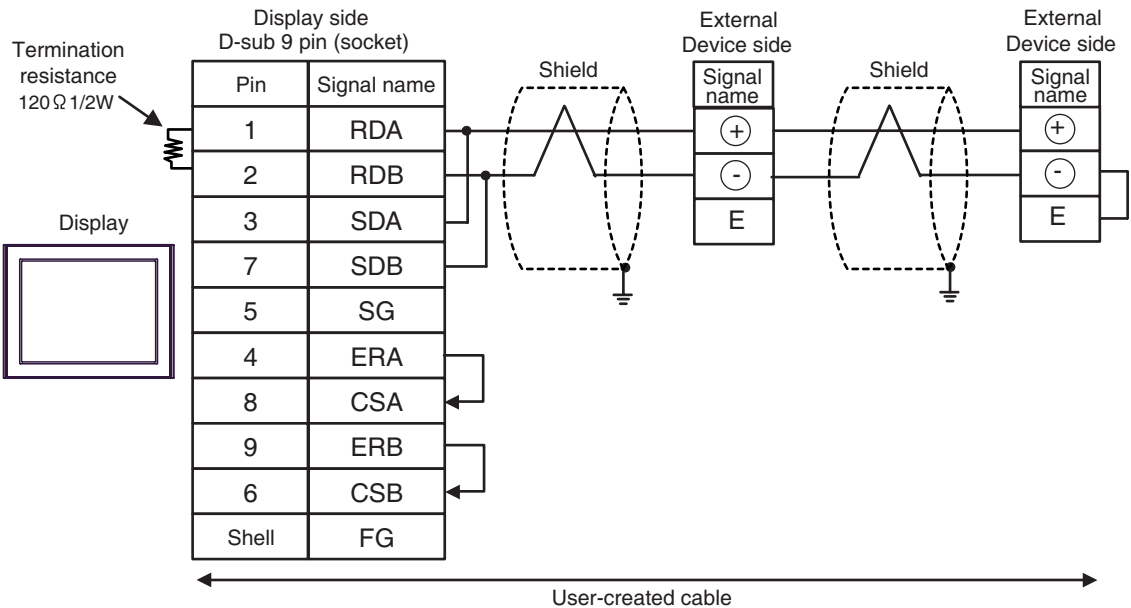 Display side
D-sub 9 pin (socket)
Termination
resistance
120Ω 1/2W
Display
Pin Signal name
1 RDA
2 RDB
3 SDA
7 SDB
5 SG
4 ERA
8 CSA
9 ERB
6 CSB
Shell FG
Shield
External
Device side
Signal
name
+
-
E
Shield
External
Device side
Signal
name
+
-
E
User-created cable